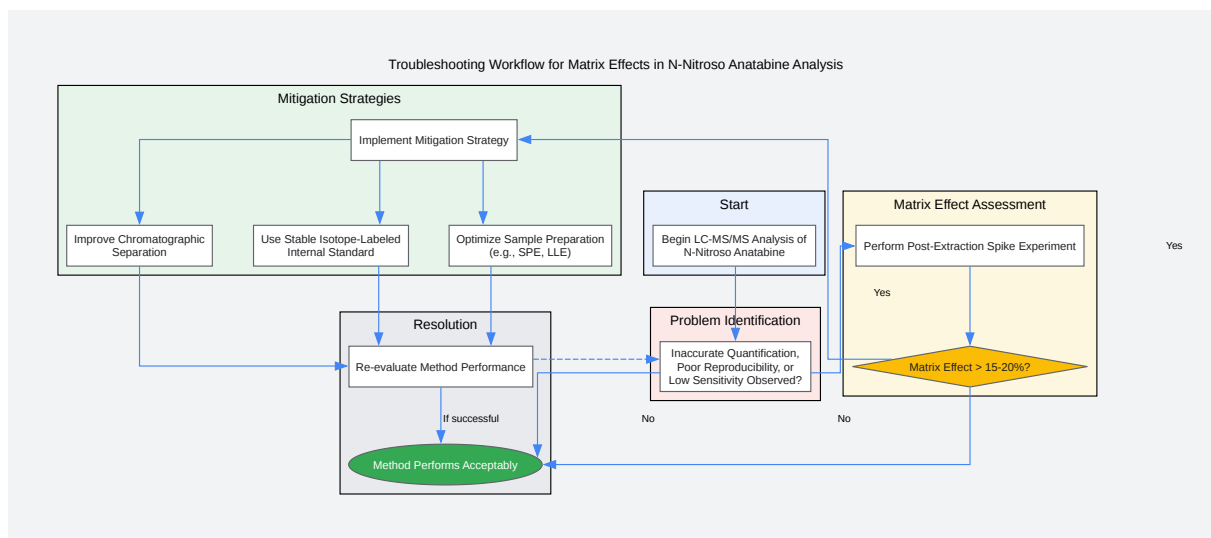 Troubleshooting Workflow for Matrix Effects in N-Nitroso Anatabine Analysis
Mitigation Strategies
Implement Mitigation Strategy
Improve Chromatographic
Separation
Use Stable Isotope-Labeled
Internal Standard
Optimize Sample Preparation
(e.g., SPE, LLE)
Start
Begin LC-MS/MS Analysis of
N-Nitroso Anatabine
Matrix Effect Assessment
Perform Post-Extraction Spike Experiment
Yes
Yes
Matrix Effect > 15-20%?
Problem Identification
Inaccurate Quantification,
Poor Reproducibility, or
Low Sensitivity Observed?
No
No
Resolution
Re-evaluate Method Performance
If successful
Method Performs Acceptably